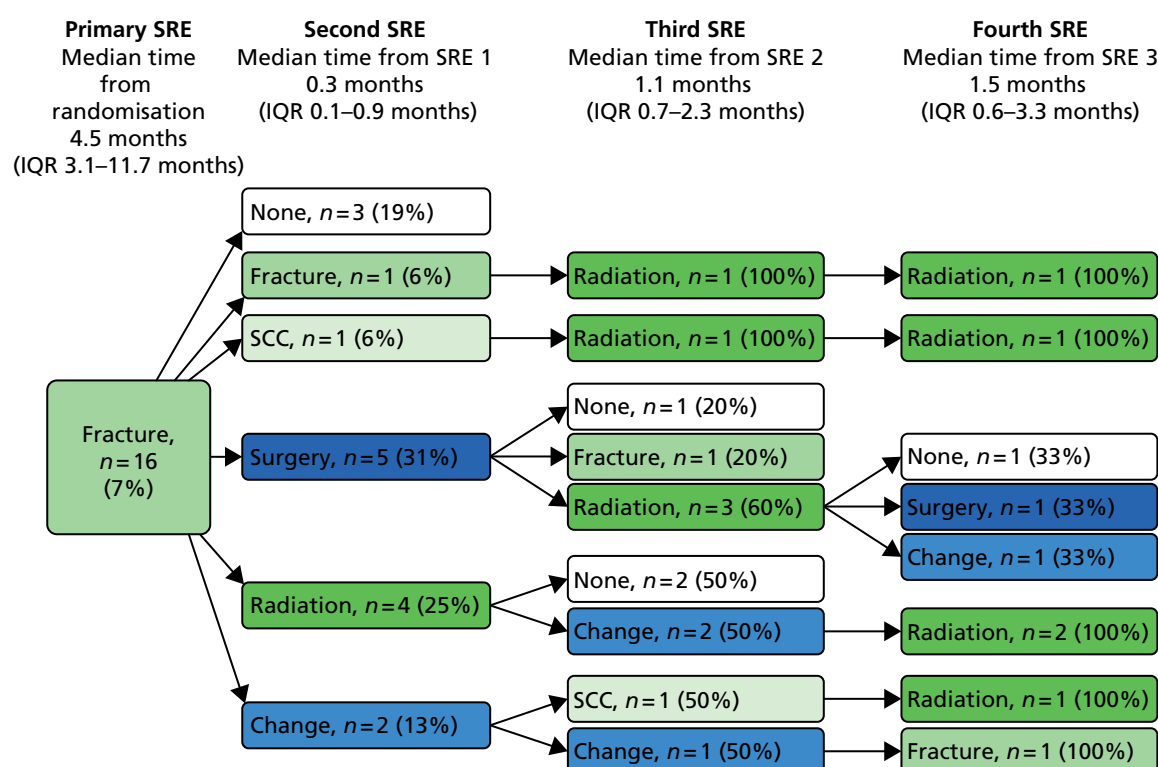 Primary SRE
Median time
from
randomisation
4.5 months
(IQR 3.1–11.7 months)
Second SRE
Median time from SRE 1
0.3 months
(IQR 0.1–0.9 months)
Third SRE
Median time from SRE 2
1.1 months
(IQR 0.7–2.3 months)
Fourth SRE
Median time from SRE 3
1.5 months
(IQR 0.6–3.3 months)
Fracture,
n=16
(7%)
None, n=3 (19%)
Fracture, n=1 (6%)
Radiation, n=1 (100%)
Radiation, n=1 (100%)
SCC, n=1 (6%)
Radiation, n=1 (100%)
Radiation, n=1 (100%)
Surgery, n=5 (31%)
None, n=1 (20%)
Fracture, n=1 (20%)
Radiation, n=3 (60%)
None, n=1 (33%)
Surgery, n=1 (33%)
Change, n=1 (33%)
Radiation, n=4 (25%)
None, n=2 (50%)
Change, n=2 (50%)
Radiation, n=2 (100%)
Change, n=2 (13%)
SCC, n=1 (50%)
Radiation, n=1 (100%)
Change, n=1 (50%)
Fracture, n=1 (100%)